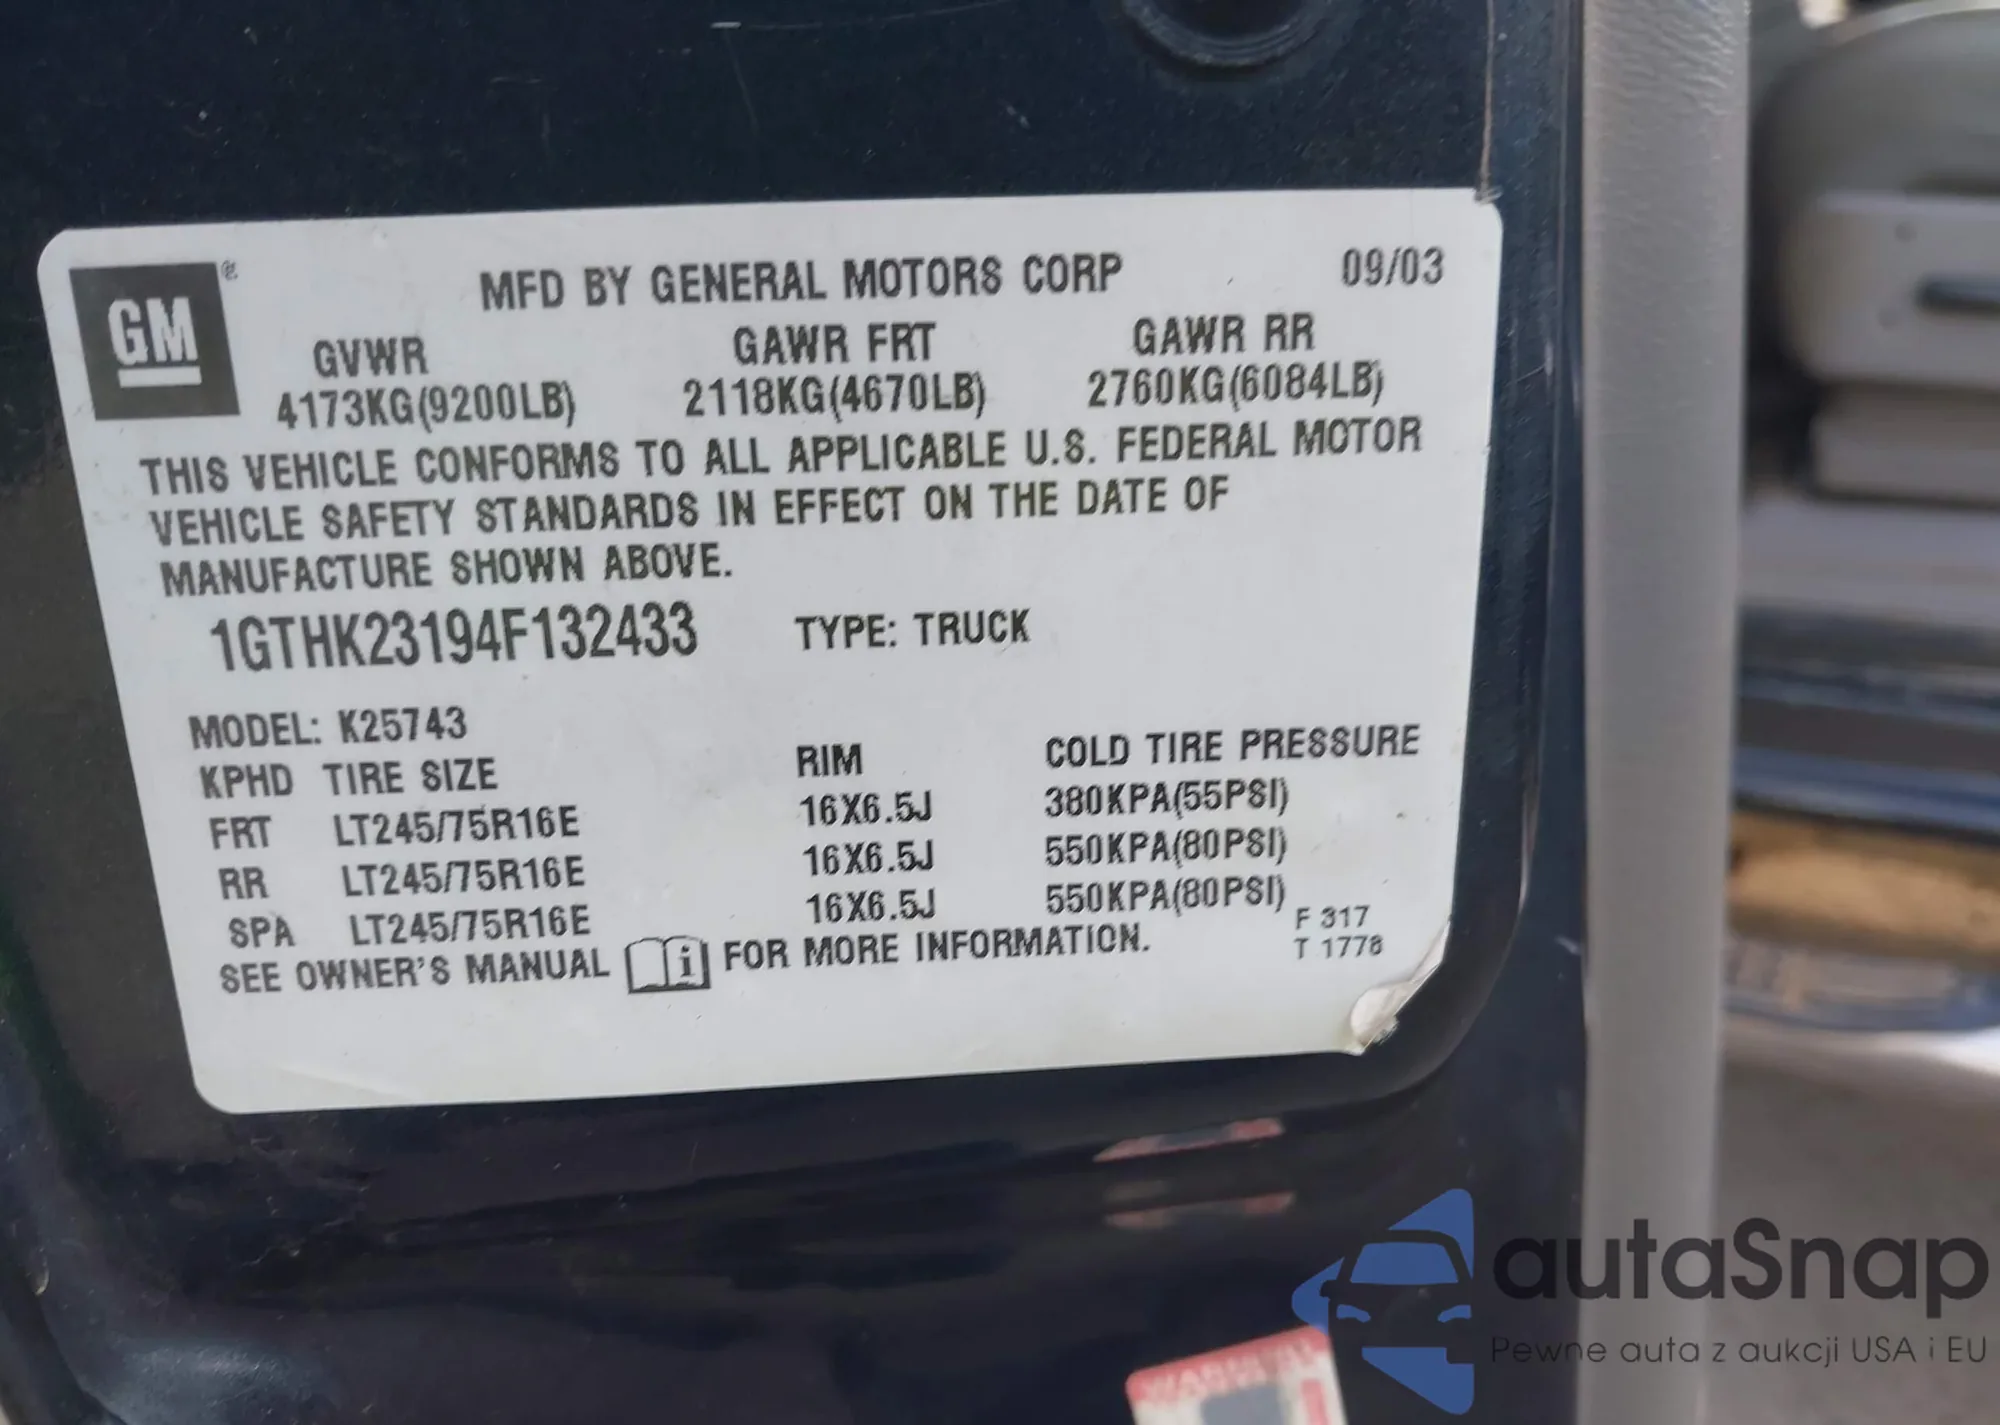 GM ®
MFD BY GENERAL MOTORS CORP 09/03
GVWR GAWR FRT GAWR RR
4173KG(9200LB) 2118KG(4670LB) 2760KG(6084LB)
THIS VEHICLE CONFORMS TO ALL APPLICABLE U.S. FEDERAL MOTOR
VEHICLE SAFETY STANDARDS IN EFFECT ON THE DATE OF
MANUFACTURE SHOWN ABOVE.
1GTHK23194F132433 TYPE: TRUCK
MODEL: K25743
KPHD TIRE SIZE RIM COLD TIRE PRESSURE
FRT LT245/75R16E 16X6.5J 380KPA(55PSI)
RR LT245/75R16E 16X6.5J 550KPA(80PSI)
SPA LT245/75R16E 16X6.5J 550KPA(80PSI)
F 317
T 1778
SEE OWNER'S MANUAL i FOR MORE INFORMATION.
autaSnap
Pewne auta z aukcji USA i EU